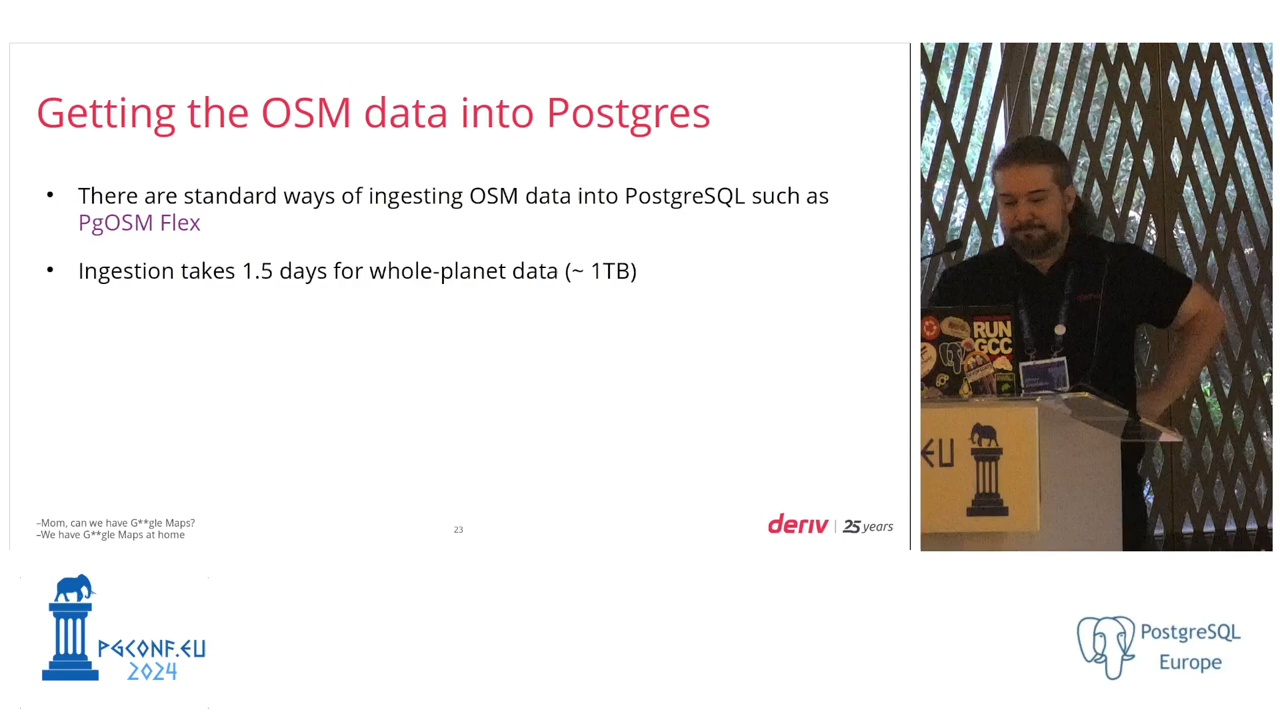 Getting the OSM data into Postgres
• There are standard ways of ingesting OSM data into PostgreSQL such as
PgOSM Flex
• Ingestion takes 1.5 days for whole-planet data (~ 1TB)
–Mom, can we have G**gle Maps?
–We have G**gle Maps at home
23
deriv | 25 years
RUN
GCC
.EU
PGCONF.EU
2024
PostgreSQL
Europe